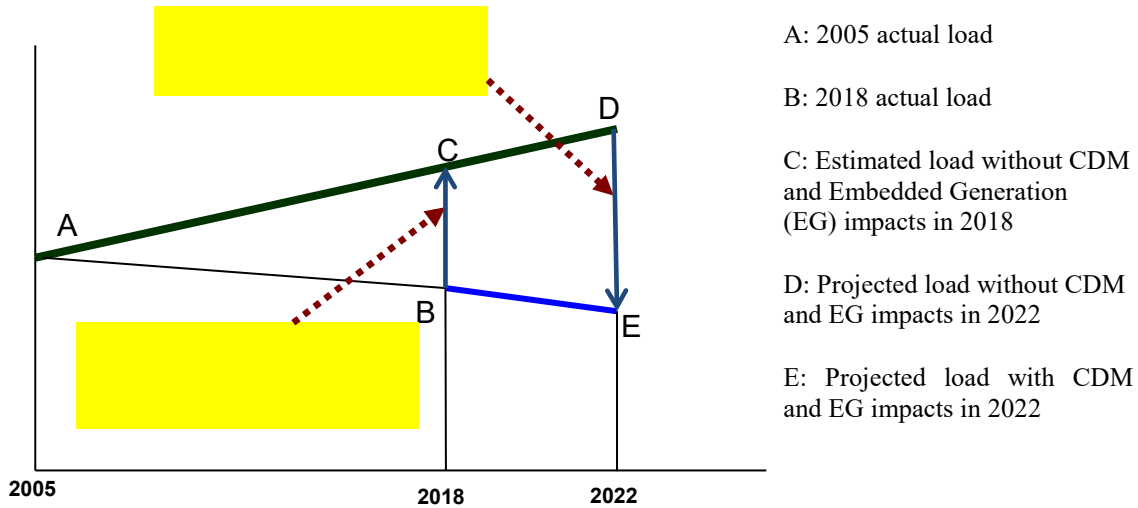 A: 2005 actual load
B: 2018 actual load
C: Estimated load without CDM
and Embedded Generation
(EG) impacts in 2018
D: Projected load without CDM
and EG impacts in 2022
E: Projected load with CDM
and EG impacts in 2022
D
C
A
B
E
2005
2018
2022